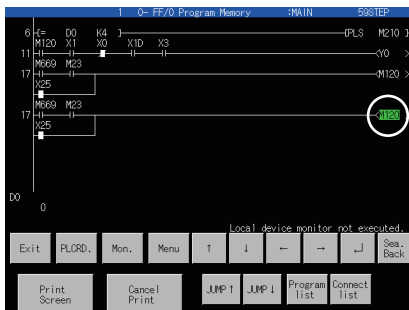 1 0- FF/0 Program Memory :MAIN 59STEP
6 [= D0 K4 ] [PLS M210 ]
M120 X1 X0 X1D X3
11 Y0 >
M669 M23
17 <M120 >
X25
M669 M23
17 <M120
X25
D0
0
Local device monitor not executed.
Exit PLCRD. Mon. Menu ↑ ↓ ← → ↵ Sea. Back
Print Screen Cancel Print JUMP↑ JUMP↓ Program list Connect list